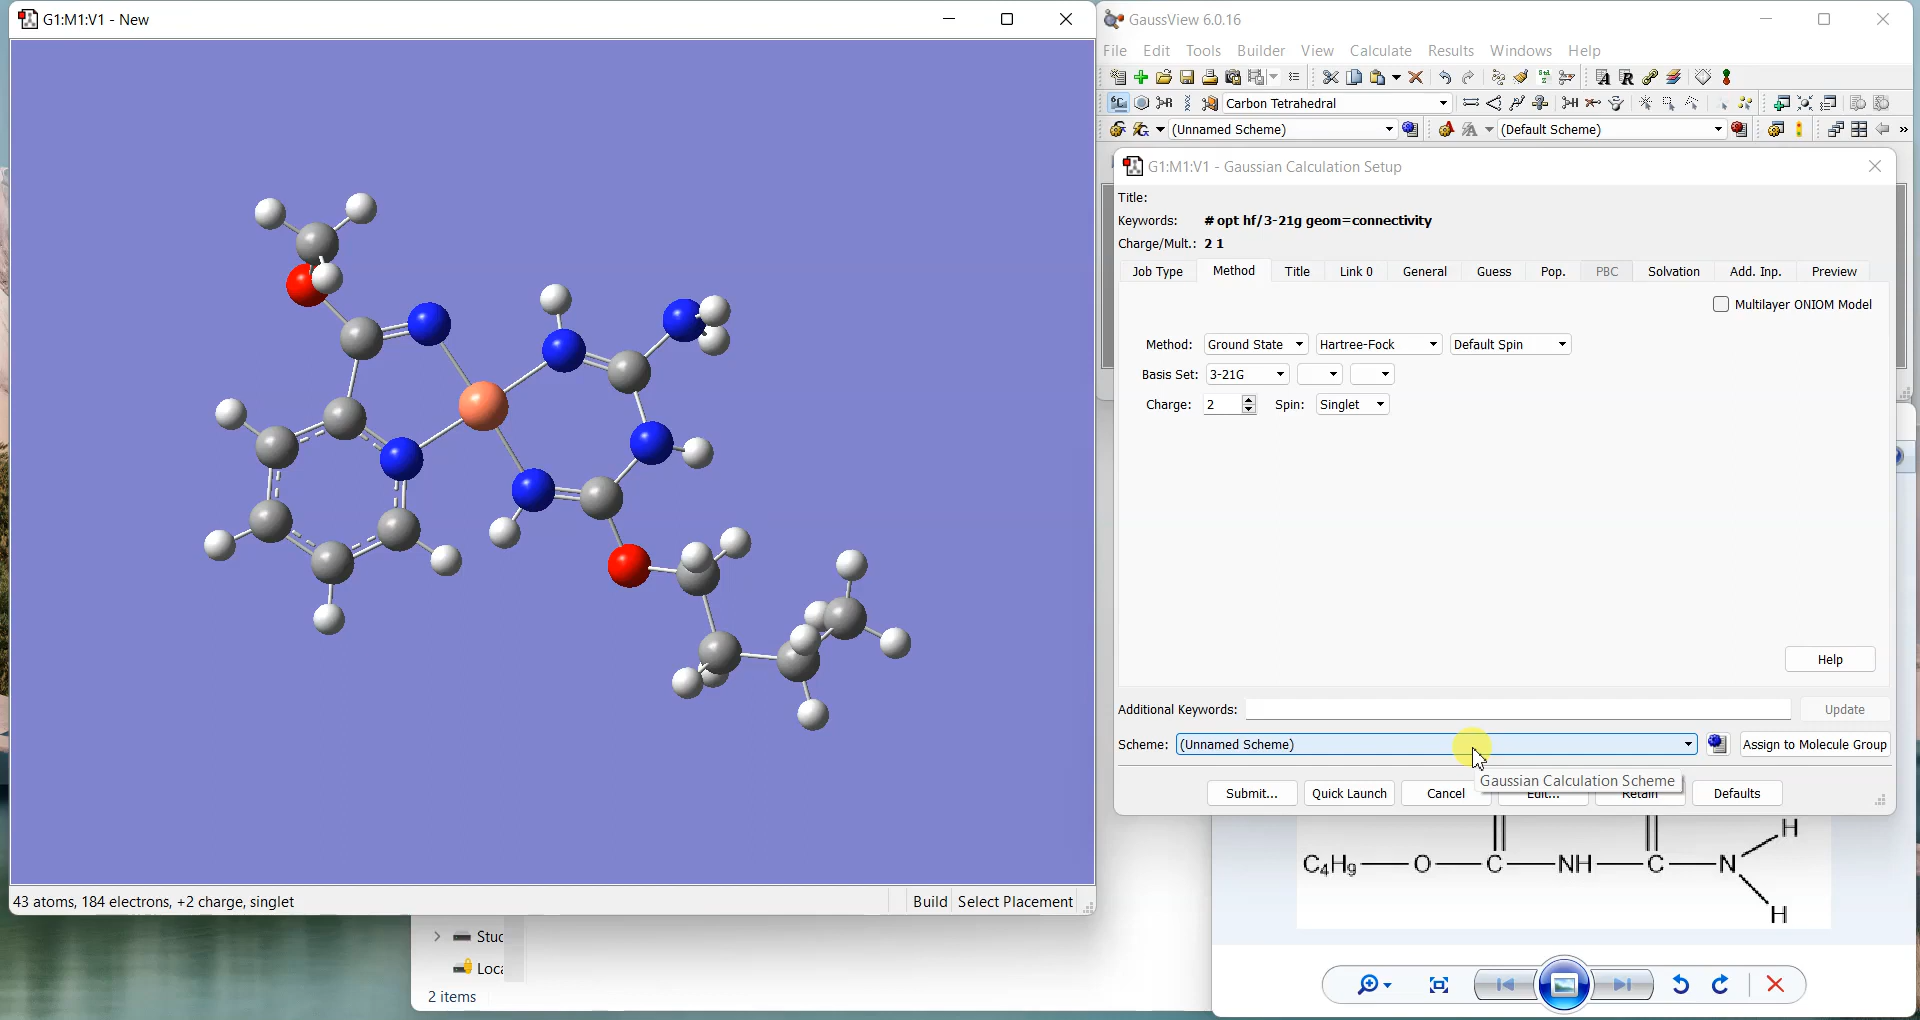 G1:M1:V1 - New
43 atoms, 184 electrons, +2 charge, singlet
Build
Select Placement
GaussView 6.0.16
File Edit Tools Builder View Calculate Results Windows Help
Carbon Tetrahedral
(Unnamed Scheme)
(Default Scheme)
G1:M1:V1 - Gaussian Calculation Setup
Title:
Keywords: # opt hf/3-21g geom=connectivity
Charge/Mult.: 2 1
Job Type Method Title Link 0 General Guess Pop. PBC Solvation Add. Inp. Preview
Multilayer ONIOM Model
Method: Ground State Hartree-Fock Default Spin
Basis Set: 3-21G
Charge: 2 Spin: Singlet
Help
Additional Keywords: Update
Scheme: (Unnamed Scheme) Assign to Molecule Group
Gaussian Calculation Scheme
Submit... Quick Launch Cancel Edit... Retain Defaults
H
C4H9 O C NH C N
H
Stuc
Loca
2 items